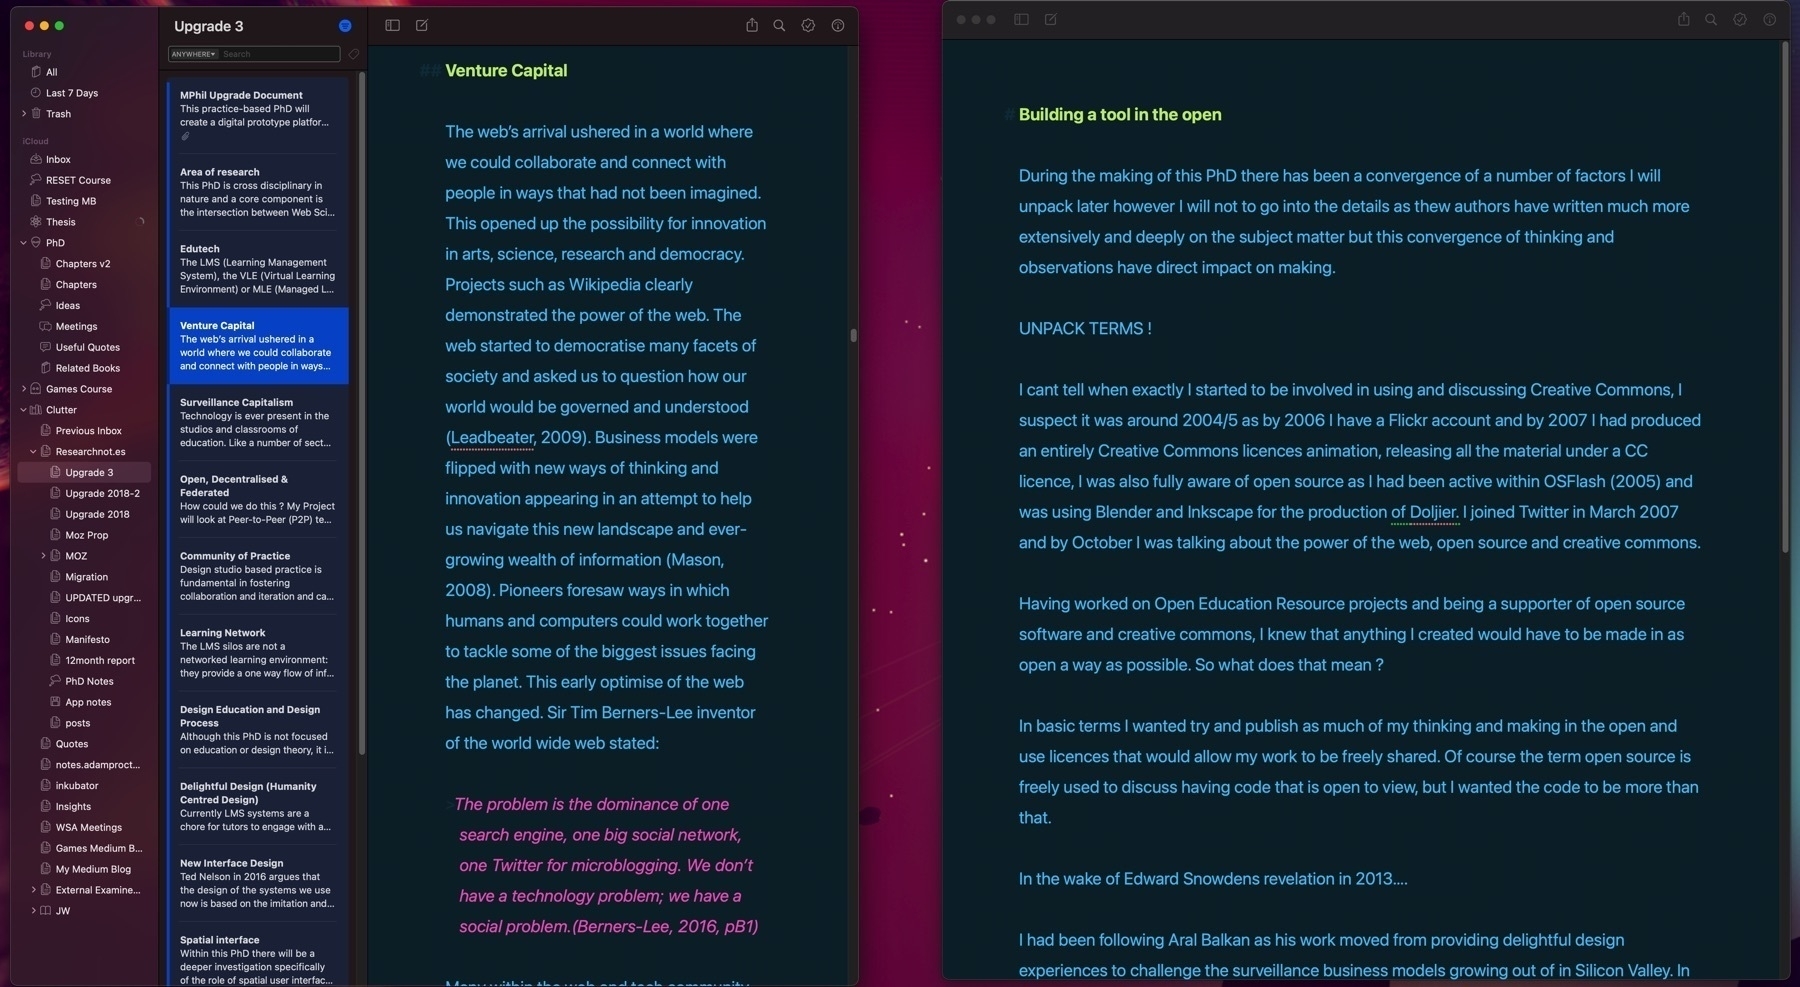 Library
All
Last 7 Days
Trash
iCloud
Inbox
RESET Course
Testing MB
Thesis
PhD
Chapters v2
Chapters
Ideas
Meetings
Useful Quotes
Related Books
Games Course
Clutter
Previous Inbox
Researchnot.es
Upgrade 3
Upgrade 2018-2
Upgrade 2018
Moz Prop
MOZ
Migration
UPDATED upgr...
Icons
Manifesto
12month report
PhD Notes
App notes
posts
Quotes
notes.adamproct...
inkubator
Insights
WSA Meetings
Games Medium B...
My Medium Blog
External Examine...
JW
Upgrade 3
ANYWHERE▾ Search
MPhil Upgrade Document
This practice-based PhD will
create a digital prototype platfor...
Area of research
This PhD is cross disciplinary in
nature and a core component is
the intersection between Web Sci...
Edutech
The LMS (Learning Management
System), the VLE (Virtual Learning
Environment) or MLE (Managed L...
Venture Capital
The web's arrival ushered in a
world where we could collaborate
and connect with people in ways...
Surveillance Capitalism
Technology is ever present in the
studios and classrooms of
education. Like a number of sect...
Open, Decentralised &
Federated
How could we do this ? My Project
will look at Peer-to-Peer (P2P) te...
Community of Practice
Design studio based practice is
fundamental in fostering
collaboration and iteration and ca...
Learning Network
The LMS silos are not a
networked learning environment:
they provide a one way flow of inf...
Design Education and Design
Process
Although this PhD is not focused
on education or design theory, it i...
Delightful Design (Humanity
Centred Design)
Currently LMS systems are a
chore for tutors to engage with a...
New Interface Design
Ted Nelson in 2016 argues that
the design of the systems we use
now is based on the imitation and...
Spatial interface
Within this PhD there will be a
deeper investigation specifically
of the role of spatial user interfac...
## Venture Capital
The web's arrival ushered in a world where
we could collaborate and connect with
people in ways that had not been imagined.
This opened up the possibility for innovation
in arts, science, research and democracy.
Projects such as Wikipedia clearly
demonstrated the power of the web. The
web started to democratise many facets of
society and asked us to question how our
world would be governed and understood
(Leadbeater, 2009). Business models were
flipped with new ways of thinking and
innovation appearing in an attempt to help
us navigate this new landscape and ever-
growing wealth of information (Mason,
2008). Pioneers foresaw ways in which
humans and computers could work together
to tackle some of the biggest issues facing
the planet. This early optimise of the web
has changed. Sir Tim Berners-Lee inventor
of the world wide web stated:
>The problem is the dominance of one
search engine, one big social network,
one Twitter for microblogging. We don't
have a technology problem; we have a
social problem.(Berners-Lee, 2016, pB1)
Many within the web and tech community
# Building a tool in the open
During the making of this PhD there has been a convergence of a number of factors I will
unpack later however I will not to go into the details as thew authors have written much more
extensively and deeply on the subject matter but this convergence of thinking and
observations have direct impact on making.
UNPACK TERMS !
I cant tell when exactly I started to be involved in using and discussing Creative Commons, I
suspect it was around 2004/5 as by 2006 I have a Flickr account and by 2007 I had produced
an entirely Creative Commons licences animation, releasing all the material under a CC
licence, I was also fully aware of open source as I had been active within OSFlash (2005) and
was using Blender and Inkscape for the production of Doljier. I joined Twitter in March 2007
and by October I was talking about the power of the web, open source and creative commons.
Having worked on Open Education Resource projects and being a supporter of open source
software and creative commons, I knew that anything I created would have to be made in as
open a way as possible. So what does that mean ?
In basic terms I wanted try and publish as much of my thinking and making in the open and
use licences that would allow my work to be freely shared. Of course the term open source is
freely used to discuss having code that is open to view, but I wanted the code to be more than
that.
In the wake of Edward Snowdens revelation in 2013....
I had been following Aral Balkan as his work moved from providing delightful design
experiences to challenge the surveillance business models growing out of in Silicon Valley. In